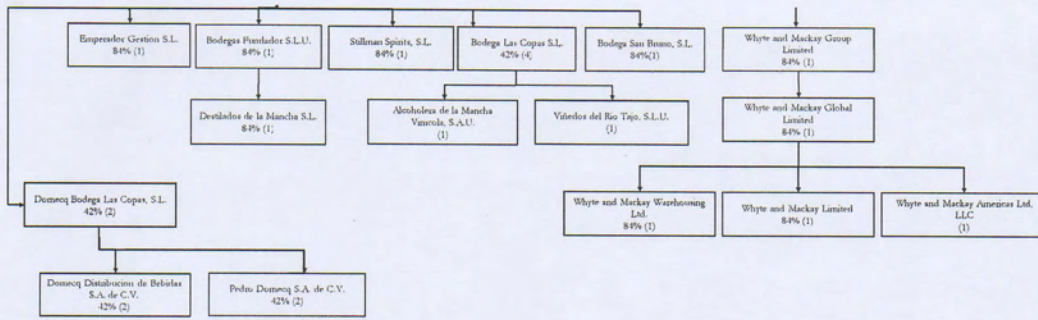 Emperador Gestion S.L.
84% (1)
Bodegas Fundador S.L.U.
84% (1)
Stillman Spirits, S.L.
84% (1)
Bodega Las Copas S.L.
42% (4)
Bodega San Bruno, S.L.
84%(1)
Whyte and Mackay Group
Limited
84% (1)
Destilados de la Mancha S.L.
84% (1)
Alcoholera de la Mancha
Vinicola, S.A.U.
(1)
Viñedos del Rio Tajo, S.L.U.
(1)
Whyte and Mackay Global
Limited
84% (1)
Domecq Bodega Las Copas, S.L.
42% (2)
Whyte and Mackay Warehousing
Ltd.
84% (1)
Whyte and Mackay Limited
84% (1)
Whyte and Mackay Americas Ltd,
LLC
(1)
Domecq Distribucion de Bebidas
S.A. de C.V.
42% (2)
Pedro Domecq S.A. de C.V.
42% (2)